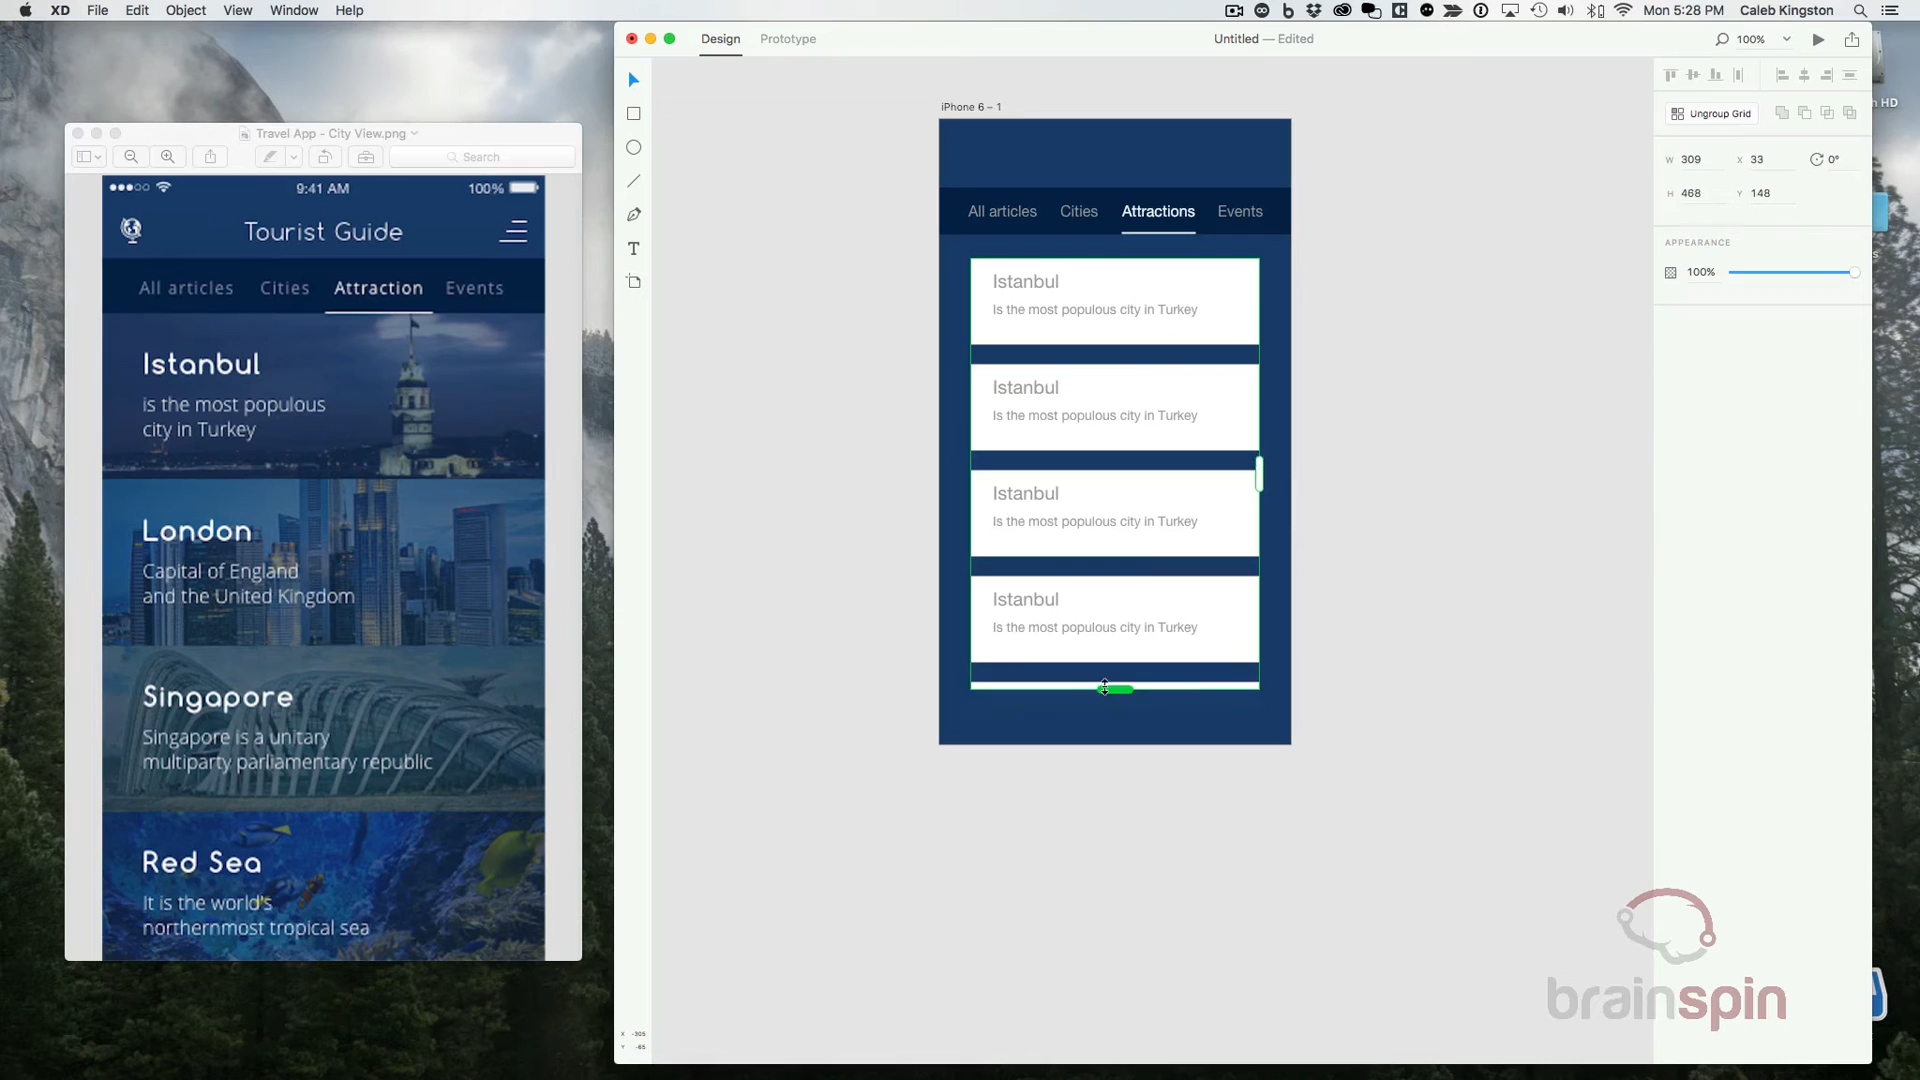 XD File Edit Object View Window Help
Mon 5:28 PM Caleb Kingston
Travel App - City View.png
Search
9:41 AM 100%
Tourist Guide
All articles Cities Attraction Events
Istanbul
is the most populous
city in Turkey
London
Capital of England
and the United Kingdom
Singapore
Singapore is a unitary
multiparty parliamentary republic
Red Sea
It is the world's
northernmost tropical sea
Design Prototype
Untitled — Edited
100%
iPhone 6 – 1
All articles Cities Attractions Events
Istanbul
Is the most populous city in Turkey
Istanbul
Is the most populous city in Turkey
Istanbul
Is the most populous city in Turkey
Istanbul
Is the most populous city in Turkey
Ungroup Grid
W 309 X 33 0°
H 468 Y 148
APPEARANCE
100%
X -305
Y -65
HD
brainspin